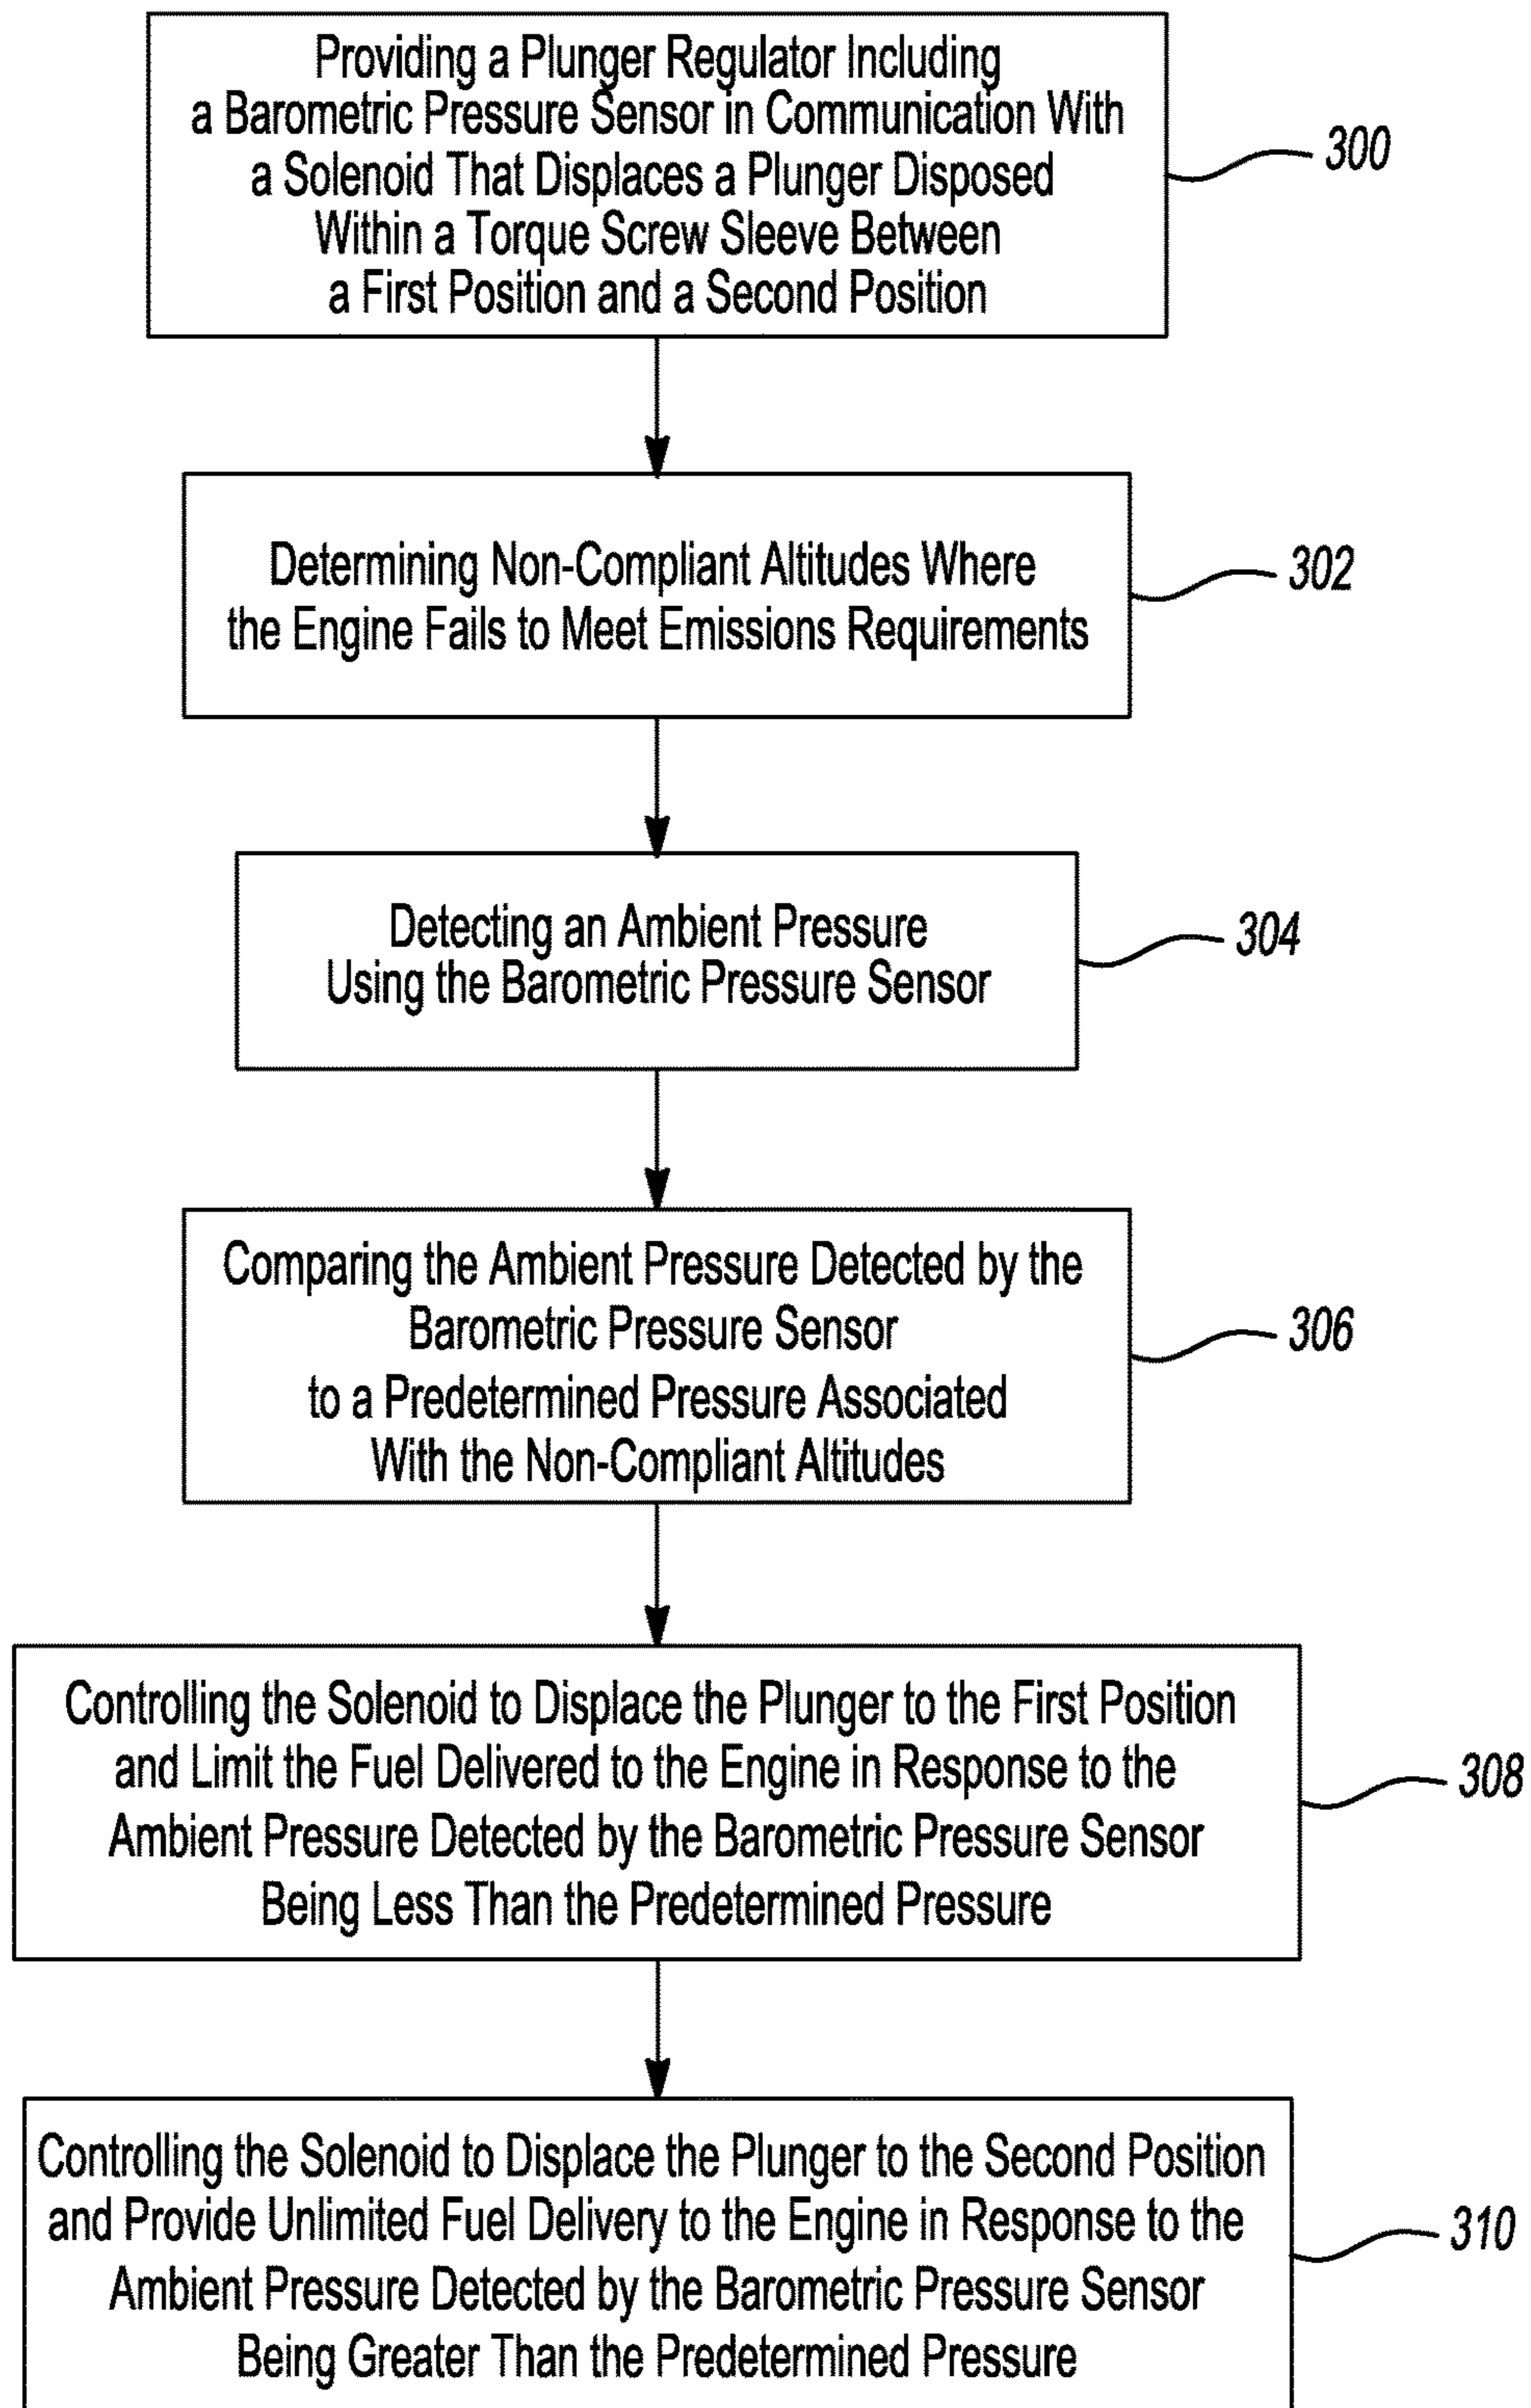 Providing a Plunger Regulator Including
a Barometric Pressure Sensor in Communication With
a Solenoid That Displaces a Plunger Disposed
Within a Torque Screw Sleeve Between
a First Position and a Second Position
300
Determining Non-Compliant Altitudes Where
the Engine Fails to Meet Emissions Requirements
302
Detecting an Ambient Pressure
Using the Barometric Pressure Sensor
304
Comparing the Ambient Pressure Detected by the
Barometric Pressure Sensor
to a Predetermined Pressure Associated
With the Non-Compliant Altitudes
306
Controlling the Solenoid to Displace the Plunger to the First Position
and Limit the Fuel Delivered to the Engine in Response to the
Ambient Pressure Detected by the Barometric Pressure Sensor
Being Less Than the Predetermined Pressure
308
Controlling the Solenoid to Displace the Plunger to the Second Position
and Provide Unlimited Fuel Delivery to the Engine in Response to the
Ambient Pressure Detected by the Barometric Pressure Sensor
Being Greater Than the Predetermined Pressure
310